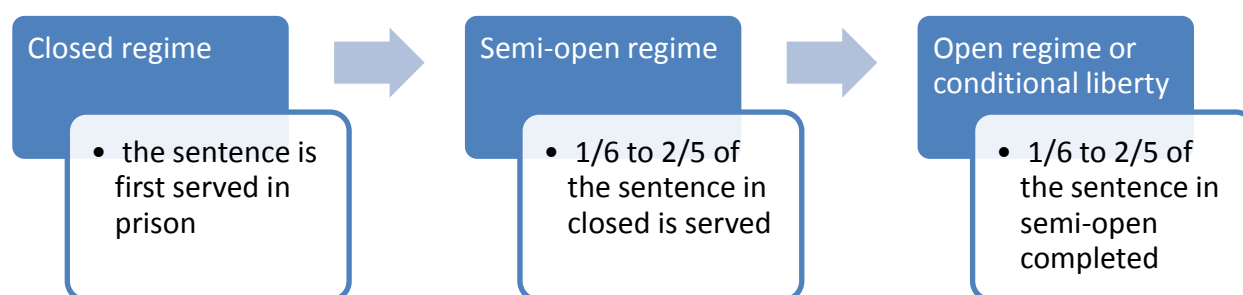 Closed regime
• the sentence is
first served in
prison
Semi-open regime
• 1/6 to 2/5 of
the sentence in
closed is served
Open regime or
conditional liberty
• 1/6 to 2/5 of
the sentence in
semi-open
completed